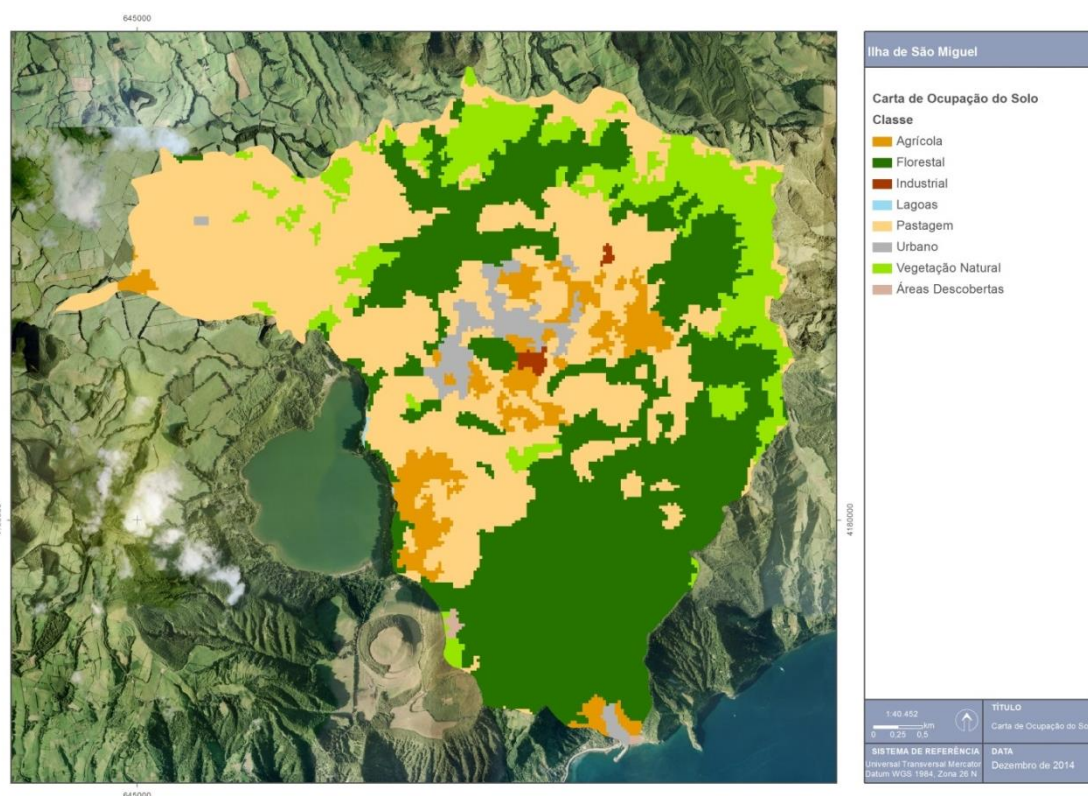 645000
Ilha de São Miguel
Carta de Ocupação do Solo
Classe
Agrícola
Florestal
Industrial
Lagoas
Pastagem
Urbano
Vegetação Natural
Áreas Descobertas
4160000
1:40.452
km
0 0.25 0.5
TÍTULO
Carta de Ocupação do So
SISTEMA DE REFERÊNCIA
Universal Transversal Mercator
Datum WGS 1984, Zona 26 N
DATA
Dezembro de 2014
645000